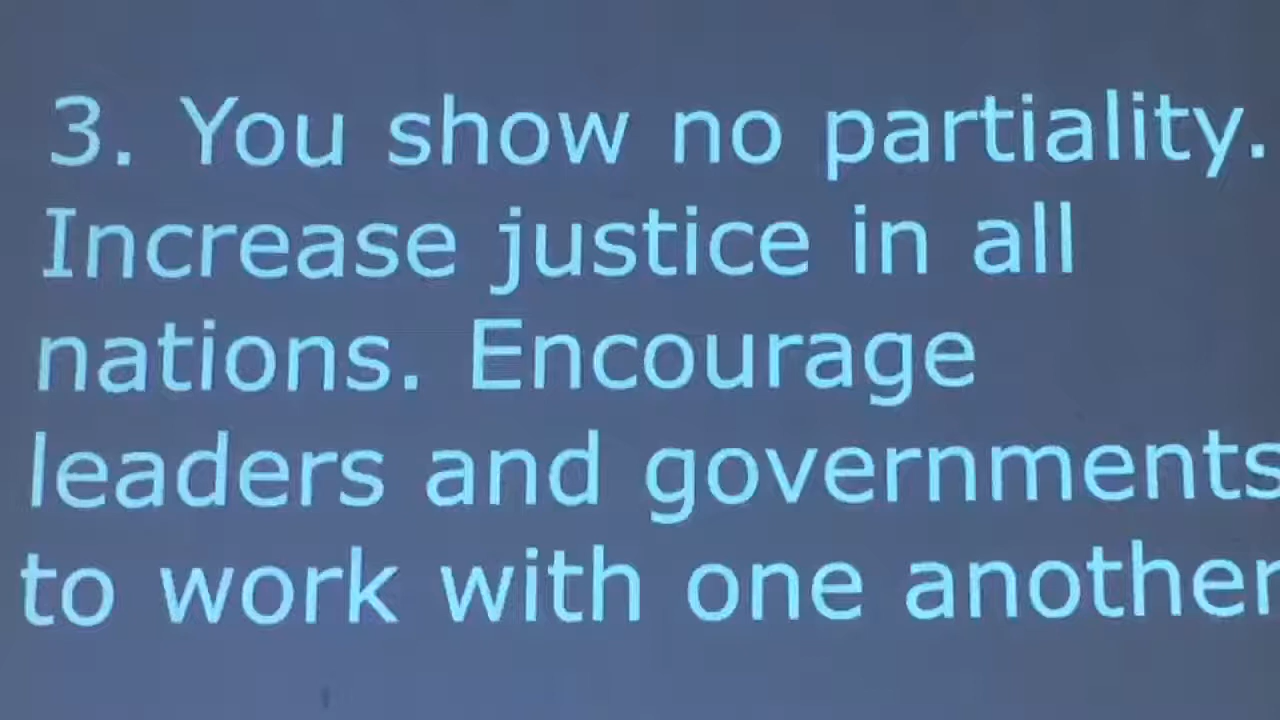 3. You show no partiality.
Increase justice in all
nations. Encourage
leaders and governments
to work with one another